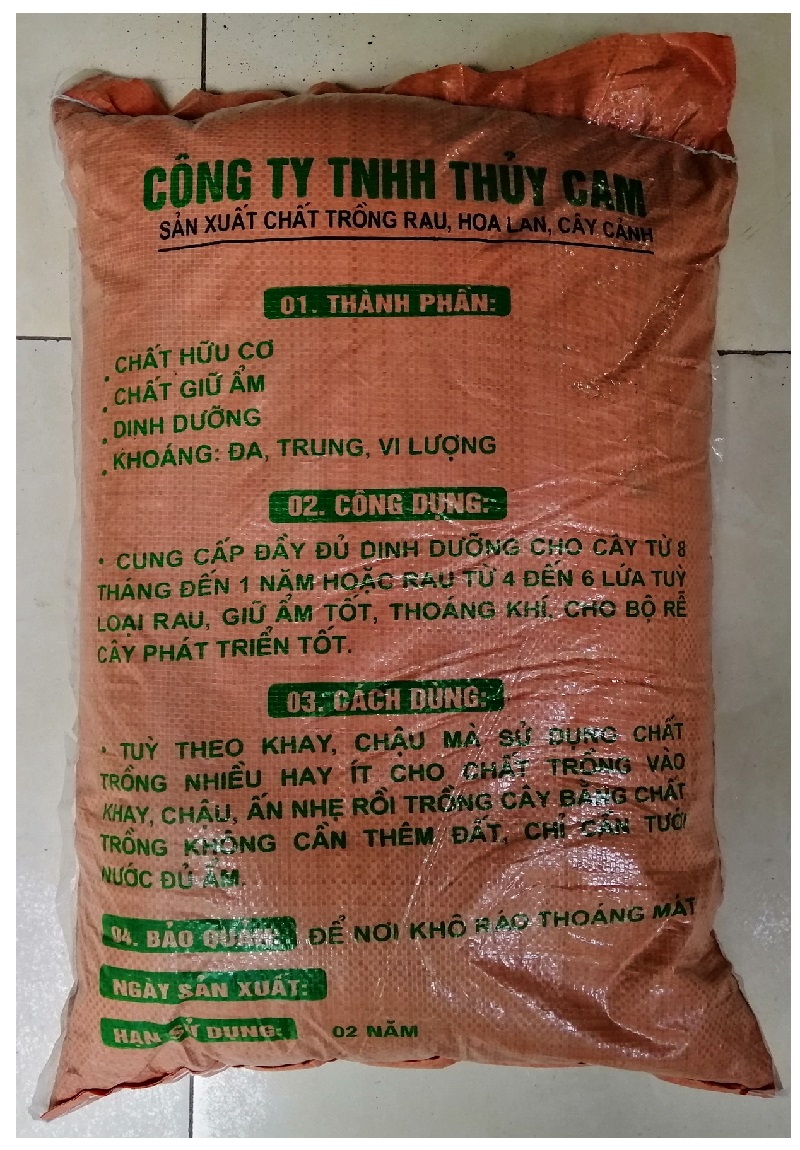 CÔNG TY TNHH THỦY CAM
SẢN XUẤT CHẤT TRỒNG RAU, HOA LAN, CÂY CẢNH
01. THÀNH PHẦN:
. CHẤT HỮU CƠ
. CHẤT GIỮ ẨM
. DINH DƯỠNG
. KHOÁNG: ĐA, TRUNG, VI LƯỢNG
02. CÔNG DỤNG:
• CUNG CẤP ĐẦY ĐỦ DINH DƯỠNG CHO CÂY TỪ 8
THÁNG ĐẾN 1 NĂM HOẶC RAU TỪ 4 ĐẾN 6 LỨA TUỲ
LOẠI RAU, GIỮ ẨM TỐT, THOÁNG KHÍ, CHO BỘ RỄ
CÂY PHÁT TRIỂN TỐT.
03. CÁCH DÙNG:
• TUỲ THEO KHAY, CHẬU MÀ SỬ DỤNG CHẤT
TRỒNG NHIỀU HAY ÍT CHO CHẤT TRỒNG VÀO
KHAY, CHẬU, ẤN NHẸ RỒI TRỒNG CÂY BẰNG CHẤT
TRỒNG KHÔNG CẦN THÊM ĐẤT, CHỈ CẦN TƯỚI
NƯỚC ĐỦ ẨM.
04. BẢO QUẢN: ĐỂ NƠI KHÔ RÁO THOÁNG MÁT
NGÀY SẢN XUẤT:
HẠN SỬ DỤNG: 02 NĂM